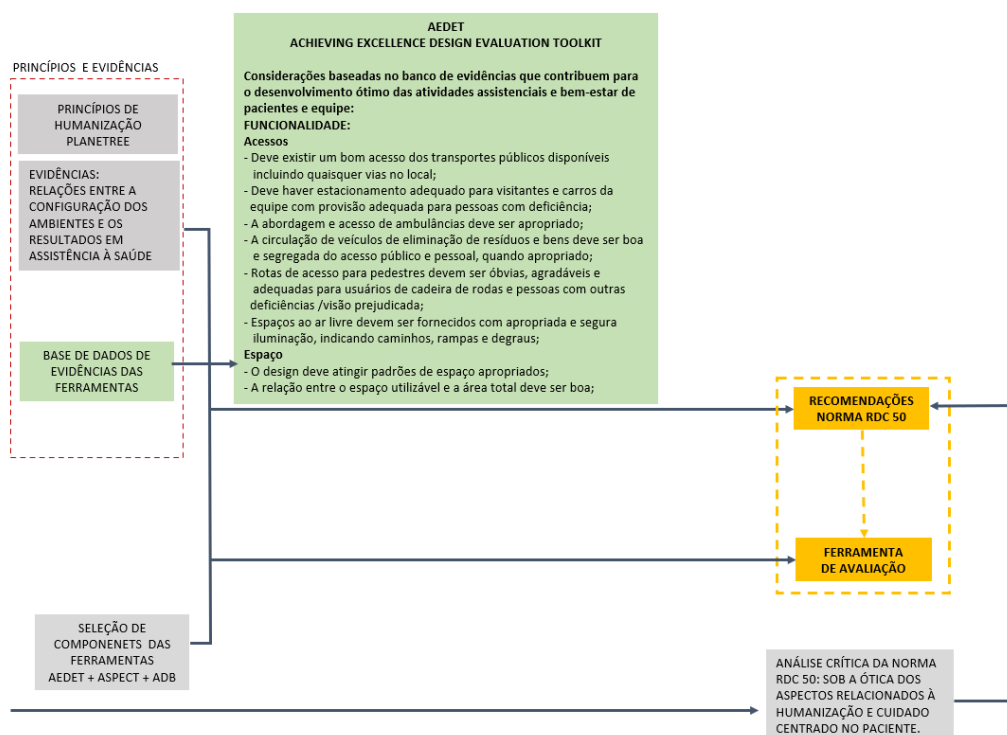 AEDET
ACHIEVING EXCELLENCE DESIGN EVALUATION TOOLKIT
Considerações baseadas no banco de evidências que contribuem para
o desenvolvimento ótimo das atividades assistenciais e bem-estar de
pacientes e equipe:
FUNCIONALIDADE:
Acessos
- Deve existir um bom acesso dos transportes públicos disponíveis
incluindo quaisquer vias no local;
- Deve haver estacionamento adequado para visitantes e carros da
equipe com provisão adequada para pessoas com deficiência;
- A abordagem e acesso de ambulâncias deve ser apropriado;
- A circulação de veículos de eliminação de resíduos e bens deve ser boa
e segregada do acesso público e pessoal, quando apropriado;
- Rotas de acesso para pedestres devem ser óbvias, agradáveis e
adequadas para usuários de cadeira de rodas e pessoas com outras
deficiências /visão prejudicada;
- Espaços ao ar livre devem ser fornecidos com apropriada e segura
iluminação, indicando caminhos, rampas e degraus;
Espaço
- O design deve atingir padrões de espaço apropriados;
- A relação entre o espaço utilizável e a área total deve ser boa;
PRINCÍPIOS E EVIDÊNCIAS
PRINCÍPIOS DE
HUMANIZAÇÃO
PLANETREE
EVIDÊNCIAS:
RELAÇÕES ENTRE A
CONFIGURAÇÃO DOS
AMBIENTES E OS
RESULTADOS EM
ASSISTÊNCIA À SAÚDE
BASE DE DADOS DE
EVIDÊNCIAS DAS
FERRAMENTAS
RECOMENDAÇÕES
NORMA RDC 50
FERRAMENTA
DE AVALIAÇÃO
SELEÇÃO DE
COMPONENETS DAS
FERRAMENTAS
AEDET + ASPECT + ADB
ANÁLISE CRÍTICA DA NORMA
RDC 50: SOB A ÓTICA DOS
ASPECTOS RELACIONADOS À
HUMANIZAÇÃO E CUIDADO
CENTRADO NO PACIENTE.